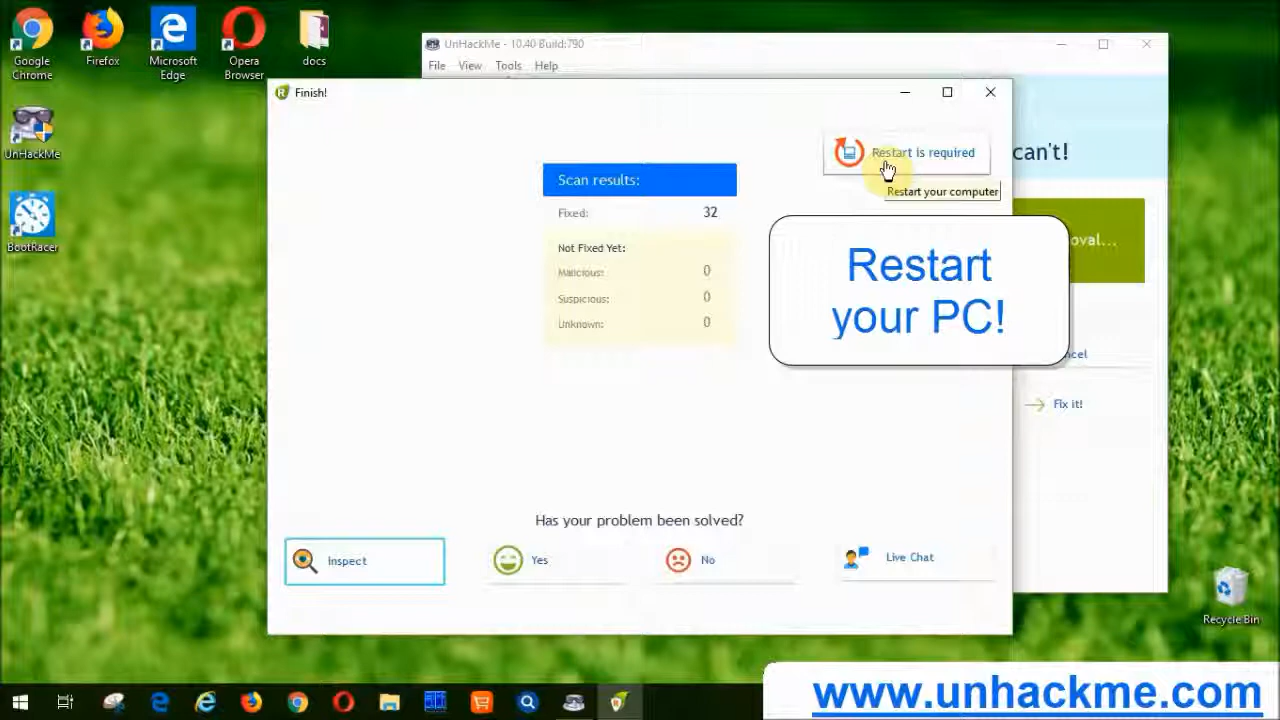 Google
Chrome
Firefox
Microsoft
Edge
Opera
Browser
docs
UnHackMe
BootRacer
UnHackMe - 10.40 Build:790
File View Tools Help
Finish!
Restart is required
Restart your computer
can't!
Scan results:
Fixed: 32
Not Fixed Yet:
Malicious: 0
Suspicious: 0
Unknown: 0
Restart
your PC!
oval...
ncel
Fix it!
Has your problem been solved?
Inspect
Yes
No
Live Chat
Recycle Bin
www.unhackme.com